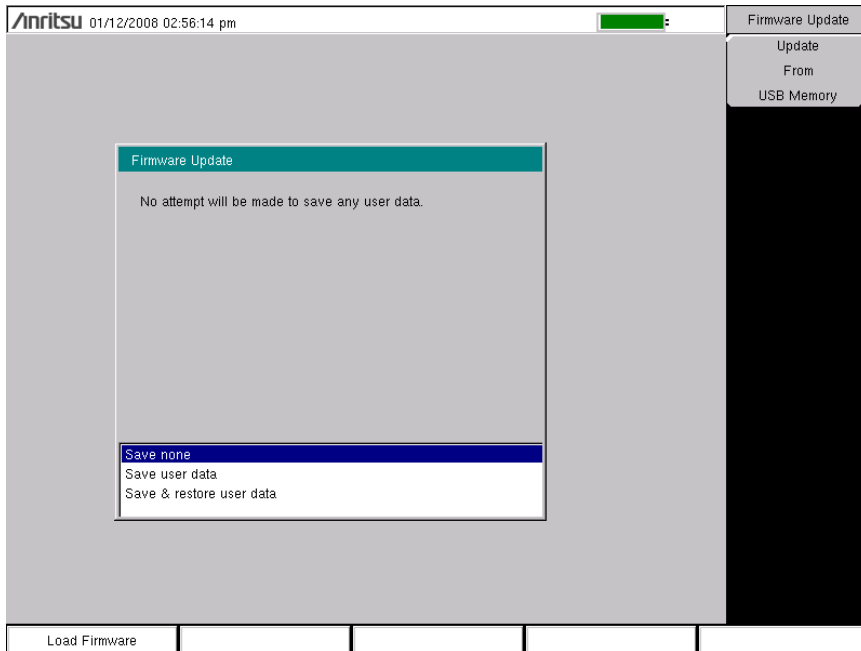 Anritsu 01/12/2008 02:56:14 pm
Firmware Update
Update
From
USB Memory
Firmware Update
No attempt will be made to save any user data.
Save none
Save user data
Save & restore user data
Load Firmware